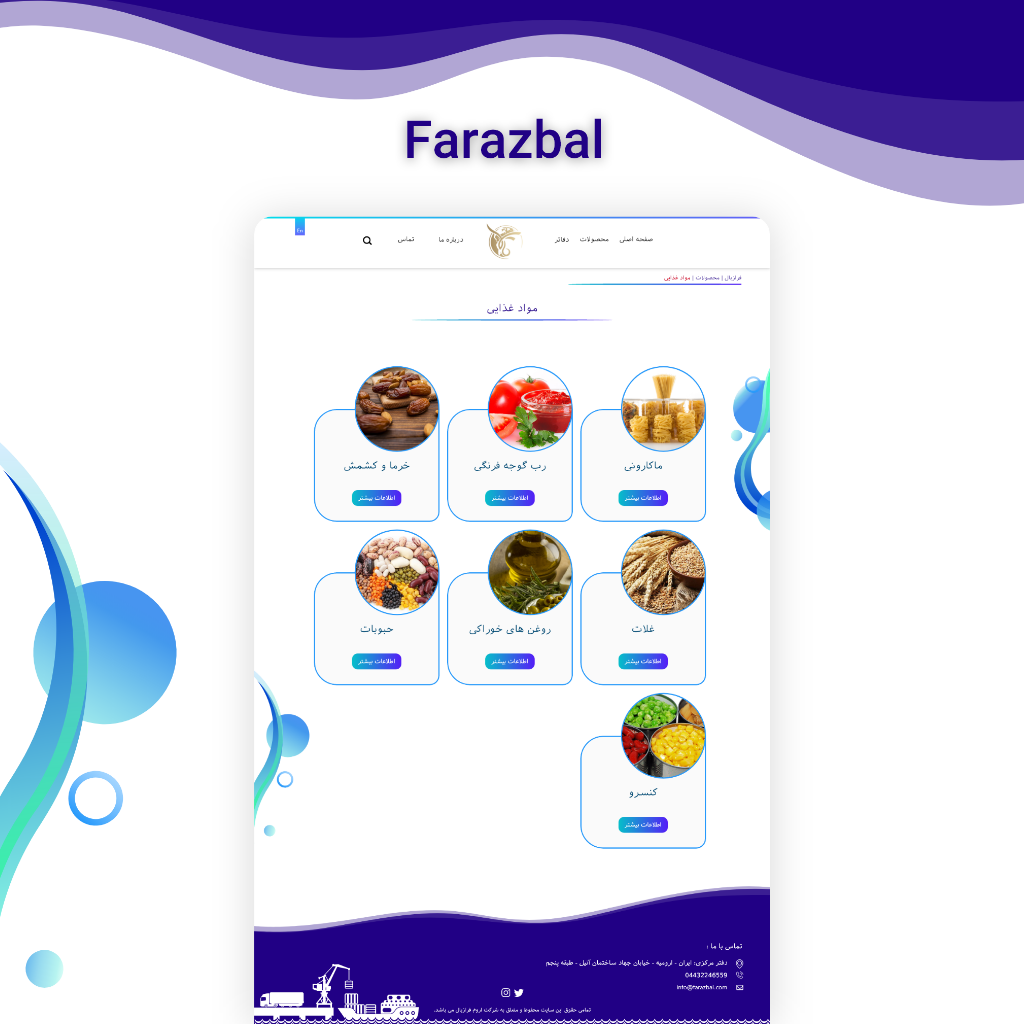 Farazbal
En
صفحه اصلی محصولات دفاتر درباره ما تماس
فرازبال | محصولات | مواد غذایی
مواد غذایی
ماکارونی
اطلاعات بیشتر
رب گوجه فرنگی
اطلاعات بیشتر
خرما و کشمش
اطلاعات بیشتر
غلات
اطلاعات بیشتر
روغن های خوراکی
اطلاعات بیشتر
حبوبات
اطلاعات بیشتر
کنسرو
اطلاعات بیشتر
تماس با ما :
دفتر مرکزی: ایران - ارومیه - خیابان جهاد ساختمان آنیل - طبقه پنجم
04432246559
info@farazbal.com
تمامی حقوق این سایت محفوظ و متعلق به شرکت اروم فرازبال می باشد.